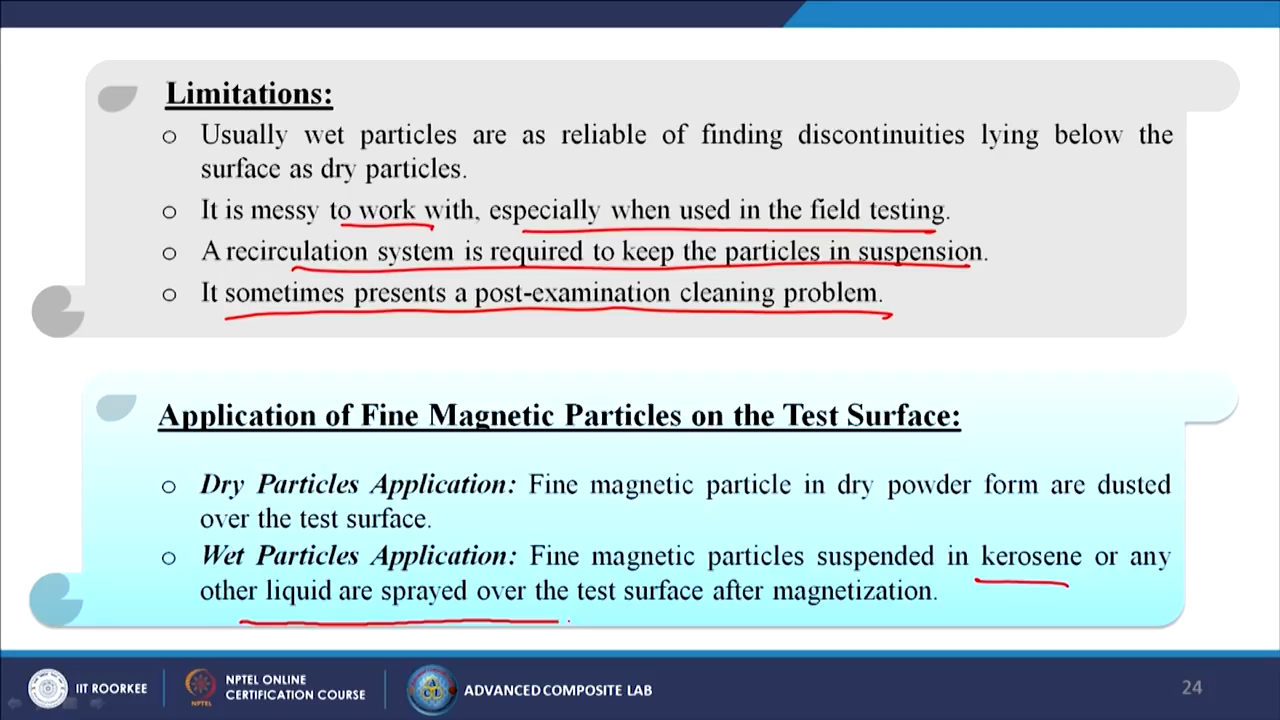 Limitations:
o Usually wet particles are as reliable of finding discontinuities lying below the
surface as dry particles.
o It is messy to work with, especially when used in the field testing.
o A recirculation system is required to keep the particles in suspension.
o It sometimes presents a post-examination cleaning problem.
Application of Fine Magnetic Particles on the Test Surface:
o Dry Particles Application: Fine magnetic particle in dry powder form are dusted
over the test surface.
o Wet Particles Application: Fine magnetic particles suspended in kerosene or any
other liquid are sprayed over the test surface after magnetization.
IIT ROORKEE
NPTEL
NPTEL ONLINE
CERTIFICATION COURSE
ACL
ADVANCED COMPOSITE LAB
24